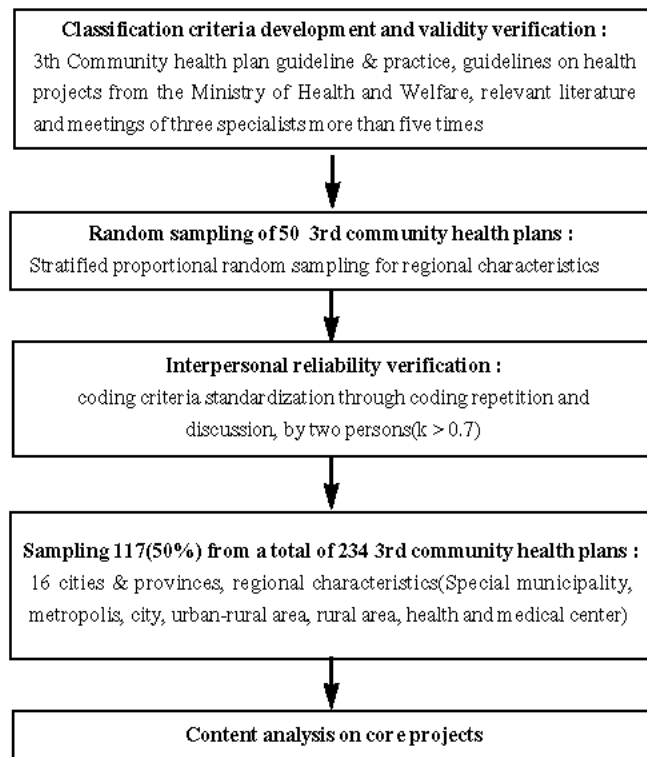 Classification criteria development and validity verification :
3th Community health plan guideline & practice, guidelines on health
projects from the Ministry of Health and Welfare, relevant literature
and meetings of three specialists more than five times
Random sampling of 50 3rd community health plans :
Stratified proportional random sampling for regional characteristics
Interpersonal reliability verification :
coding criteria standardization through coding repetition and
discussion, by two persons(k > 0.7)
Sampling 117(50%) from a total of 234 3rd community health plans :
16 cities & provinces, regional characteristics(Special municipality,
metropolis, city, urban-rural area, rural area, health and medical center)
Content analysis on core projects